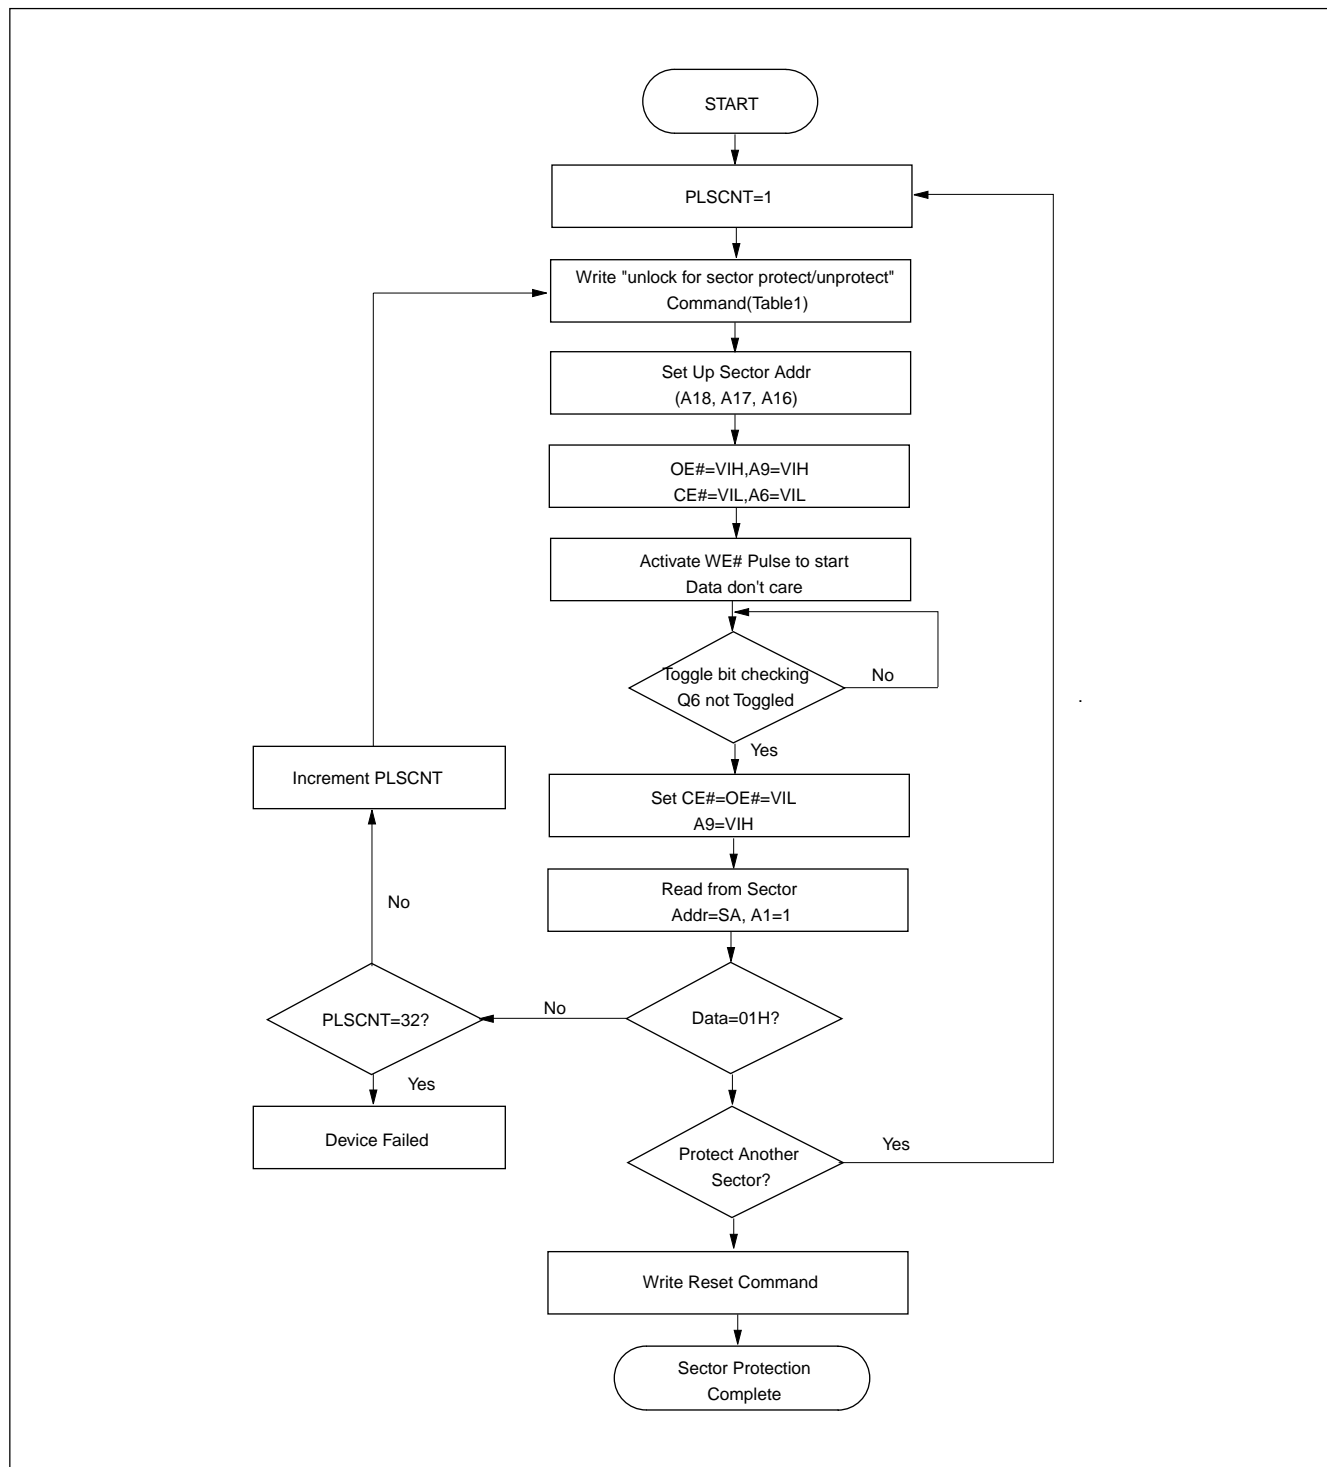 START
PLSCNT=1
Write "unlock for sector protect/unprotect"
Command(Table1)
Set Up Sector Addr
(A18, A17, A16)
OE#=VIH,A9=VIH
CE#=VIL,A6=VIL
Activate WE# Pulse to start
Data don't care
Toggle bit checking
Q6 not Toggled
No
.
Yes
Increment PLSCNT
Set CE#=OE#=VIL
A9=VIH
Read from Sector
Addr=SA, A1=1
No
No
PLSCNT=32?
Data=01H?
Yes
Device Failed
Protect Another
Sector?
Yes
Write Reset Command
Sector Protection
Complete